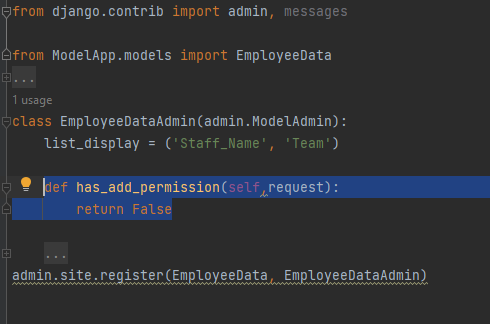 from django.contrib import admin, messages
from ModelApp.models import EmployeeData
...
1 usage
class EmployeeDataAdmin(admin.ModelAdmin):
list_display = ('Staff_Name', 'Team')
def has_add_permission(self,request):
return False
...
admin.site.register(EmployeeData, EmployeeDataAdmin)